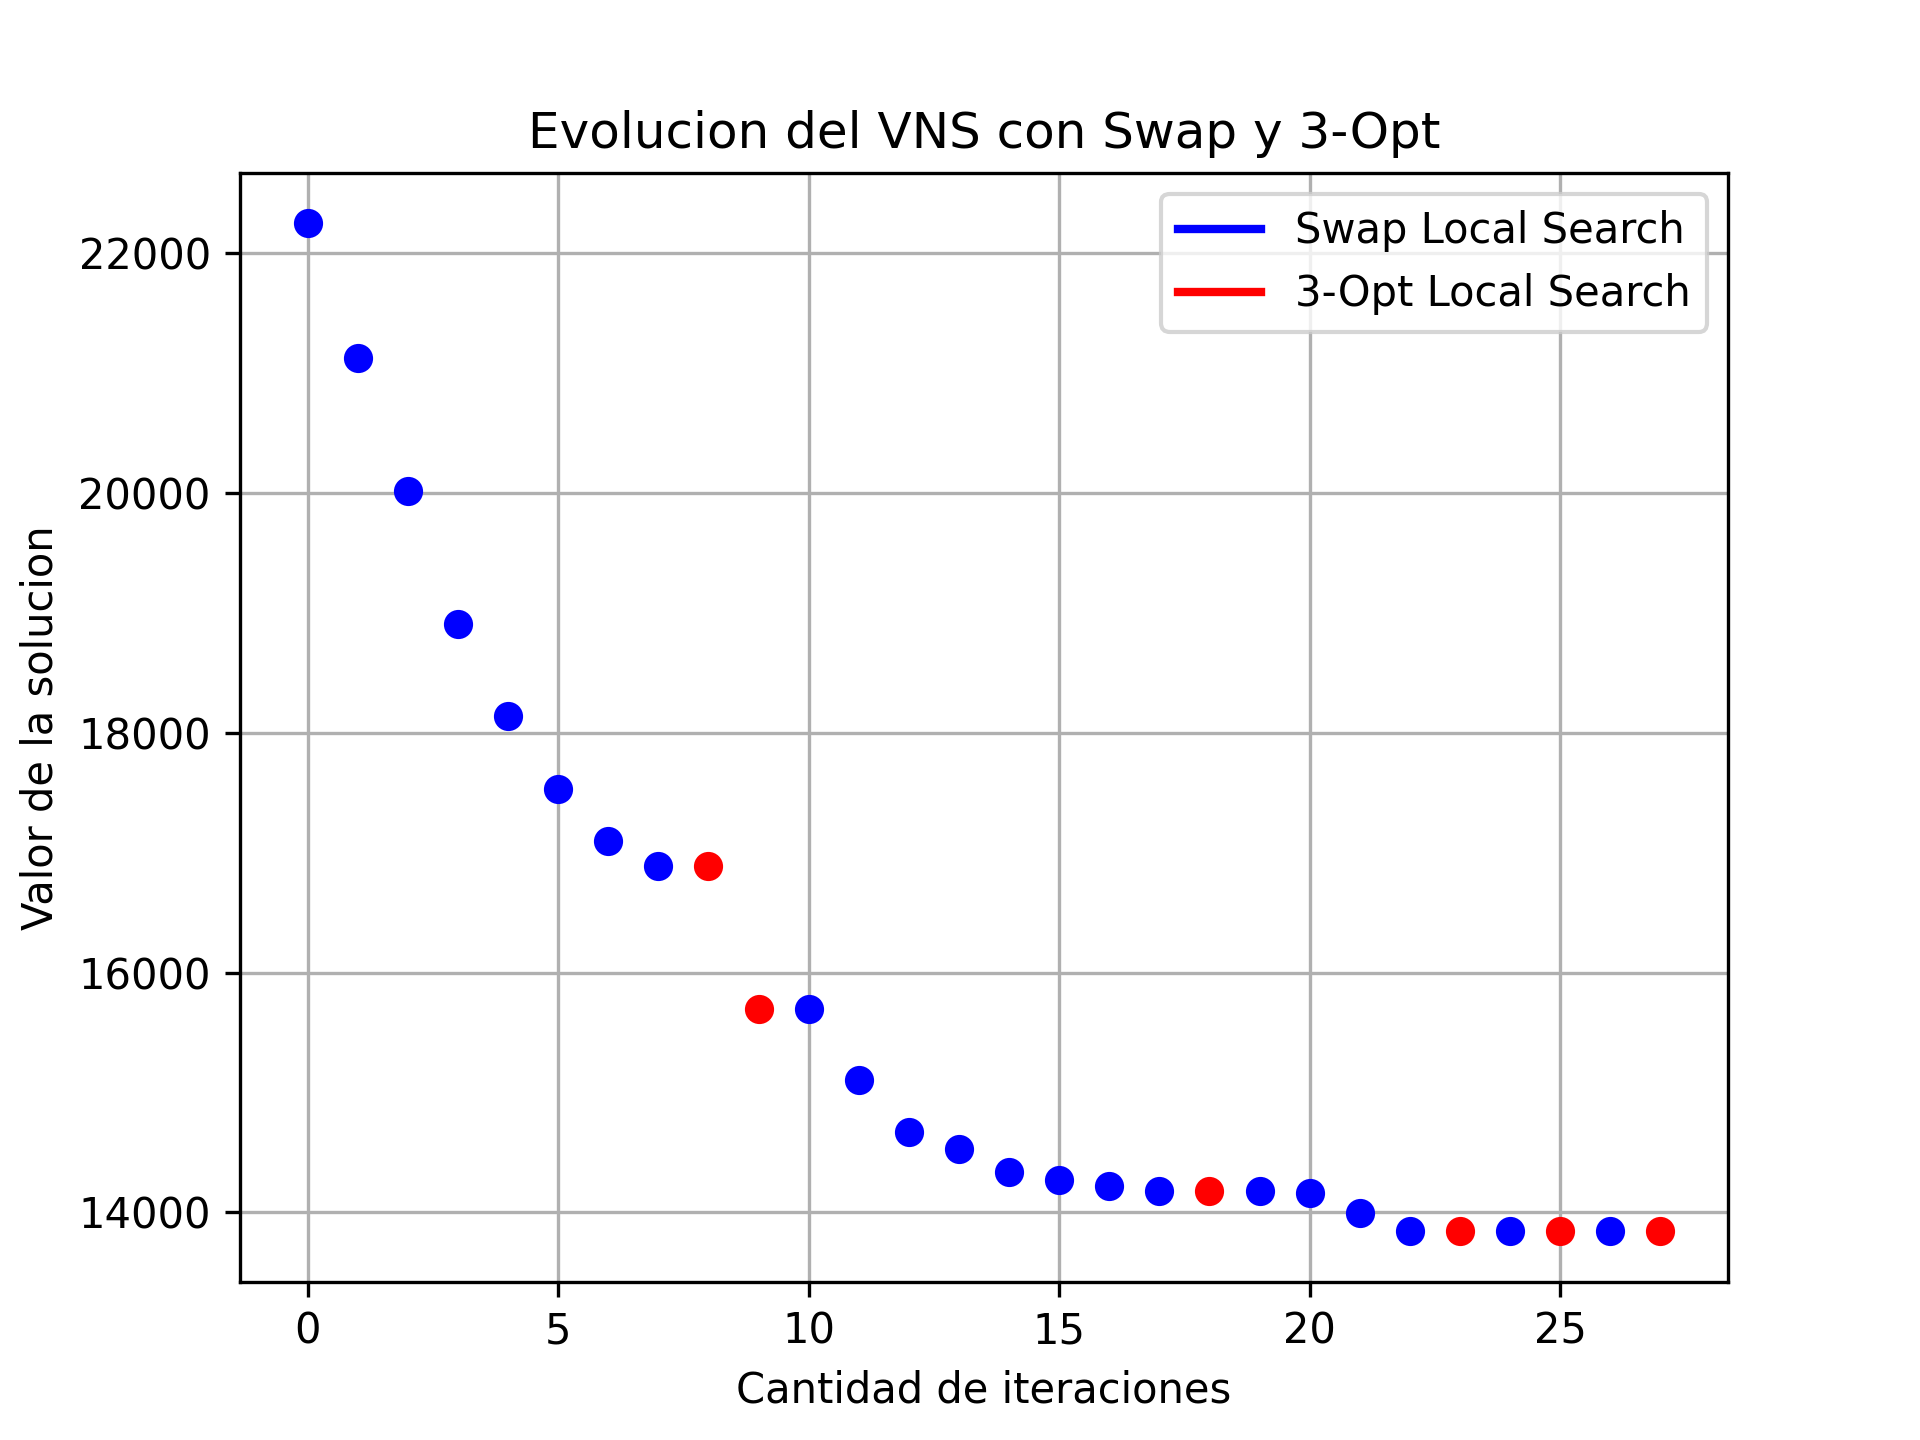 Evolucion del VNS con Swap y 3-Opt
Swap Local Search
3-Opt Local Search
Valor de la solucion
22000
20000
18000
16000
14000
0 5 10 15 20 25
Cantidad de iteraciones